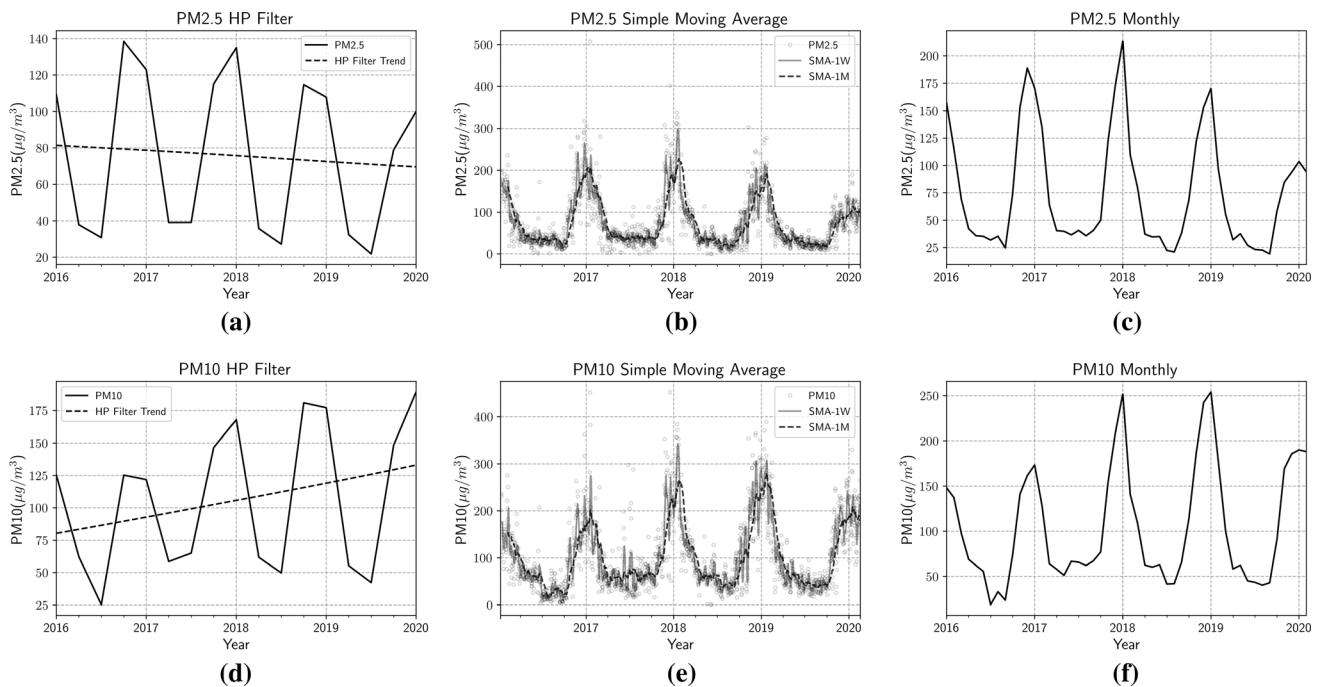 PM2.5 HP Filter
PM2.5(μg/m³)
140
120
100
80
60
40
20
PM2.5
HP Filter Trend
2016 2017 2018 2019 2020
Year
(a)
PM2.5 Simple Moving Average
PM2.5(μg/m³)
500
400
300
200
100
0
PM2.5
SMA-1W
SMA-1M
2017 2018 2019 2020
Year
(b)
PM2.5 Monthly
PM2.5(μg/m³)
200
175
150
125
100
75
50
25
2016 2017 2018 2019 2020
Year
(c)
PM10 HP Filter
PM10(μg/m³)
175
150
125
100
75
50
25
PM10
HP Filter Trend
2016 2017 2018 2019 2020
Year
(d)
PM10 Simple Moving Average
PM10(μg/m³)
400
300
200
100
0
PM10
SMA-1W
SMA-1M
2017 2018 2019 2020
Year
(e)
PM10 Monthly
PM10(μg/m³)
250
200
150
100
50
2016 2017 2018 2019 2020
Year
(f)